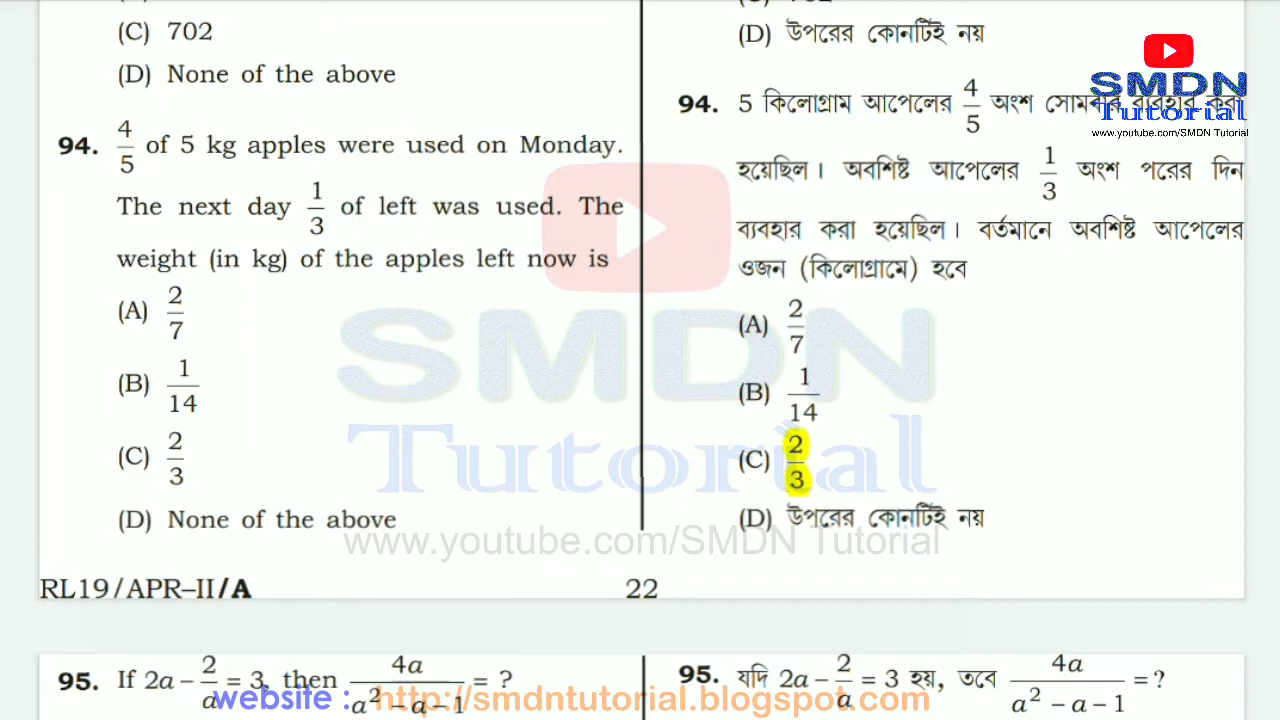 (C) 702
(D) None of the above
94. 4/5 of 5 kg apples were used on Monday.
The next day 1/3 of left was used. The
weight (in kg) of the apples left now is
(A) 2/7
(B) 1/14
(C) 2/3
(D) None of the above
(D) উপরের কোনটিই নয়
94. 5 কিলোগ্রাম আপেলের 4/5 অংশ সোমবার ব্যবহার করা
হয়েছিল। অবশিষ্ট আপেলের 1/3 অংশ পরের দিন
ব্যবহার করা হয়েছিল। বর্তমানে অবশিষ্ট আপেলের
ওজন (কিলোগ্রামে) হবে
(A) 2/7
(B) 1/14
(C) 2/3
(D) উপরের কোনটিই নয়
SMDN
Tutorial
www.youtube.com/SMDN Tutorial
SMDN
Tutorial
www.youtube.com/SMDN Tutorial
RL19/APR–II/A
22
95. If 2a – 2/a = 3, then 4a/(a² – a – 1) = ?
95. যদি 2a – 2/a = 3 হয়, তবে 4a/(a² – a – 1) = ?
website : http://smdntutorial.blogspot.com